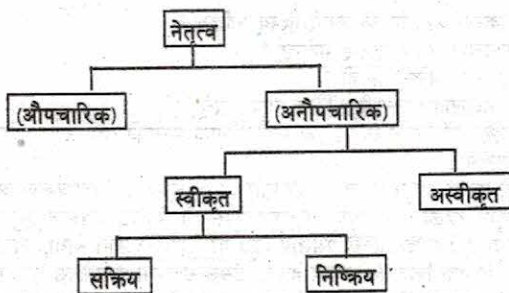 नेतृत्व
(औपचारिक) (अनौपचारिक)
स्वीकृत अस्वीकृत
सक्रिय निष्क्रिय